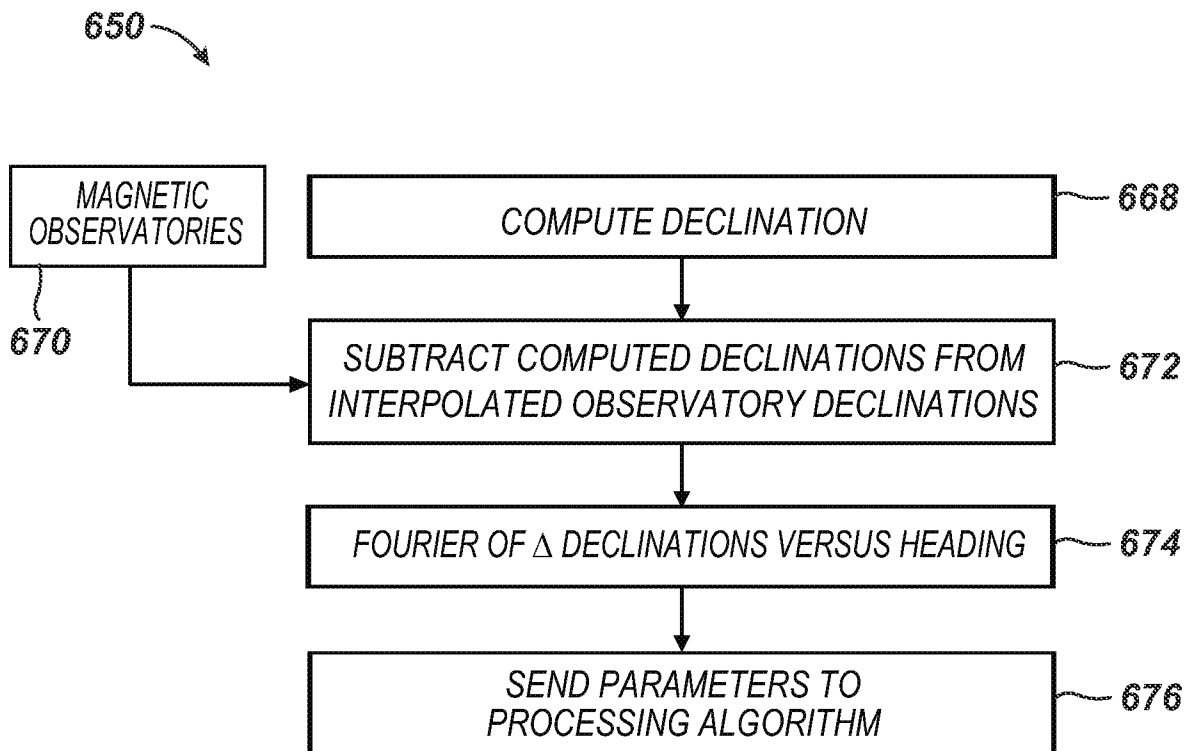 650
MAGNETIC
OBSERVATORIES
670
COMPUTE DECLINATION
668
SUBTRACT COMPUTED DECLINATIONS FROM
INTERPOLATED OBSERVATORY DECLINATIONS
672
FOURIER OF Δ DECLINATIONS VERSUS HEADING
674
SEND PARAMETERS TO
PROCESSING ALGORITHM
676